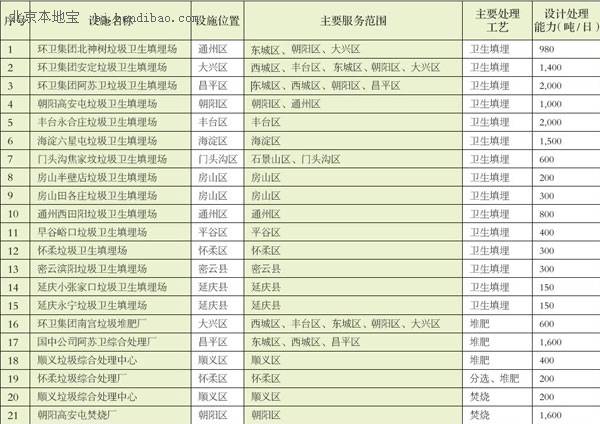 北京本地宝
bj.bendibao.com
序号 设施名称 设施位置 主要服务范围 主要处理工艺 设计处理能力(吨/日)
1 环卫集团北神树垃圾卫生填埋场 通州区 东城区、朝阳区、大兴区 卫生填埋 980
2 环卫集团安定垃圾卫生填埋场 大兴区 西城区、丰台区、东城区、朝阳区、大兴区 卫生填埋 1,400
3 环卫集团阿苏卫垃圾卫生填埋场 昌平区 东城区、西城区、朝阳区、昌平区 卫生填埋 2,000
4 朝阳高安屯垃圾卫生填埋场 朝阳区 朝阳区、通州区 卫生填埋 1,000
5 丰台永合庄垃圾卫生填埋场 丰台区 丰台区 卫生填埋 2,000
6 海淀六里屯垃圾卫生填埋场 海淀区 海淀区 卫生填埋 1,500
7 门头沟焦家坡垃圾卫生填埋场 门头沟区 石景山区、门头沟区 卫生填埋 600
8 房山半壁店垃圾卫生填埋场 房山区 房山区 卫生填埋 200
9 房山田各庄垃圾卫生填埋场 房山区 房山区 卫生填埋 300
10 通州西田阳垃圾卫生填埋场 通州区 通州区 卫生填埋 800
11 早谷峪口垃圾卫生填埋场 平谷区 平谷区 卫生填埋 400
12 怀柔垃圾卫生填埋场 怀柔区 怀柔区 卫生填埋 300
13 密云滨阳垃圾卫生填埋场 密云县 密云县 卫生填埋 300
14 延庆小张家口垃圾卫生填埋场 延庆县 延庆县 卫生填埋 150
15 延庆永宁垃圾卫生填埋场 延庆县 延庆县 卫生填埋 150
16 环卫集团南宫垃圾堆肥厂 大兴区 西城区、丰台区、东城区、朝阳区、大兴区 堆肥 600
17 国中公司阿苏卫综合处理厂 昌平区 东城区、西城区、昌平区 堆肥 1,600
18 顺义垃圾综合处理中心 顺义区 顺义区 堆肥 400
19 怀柔垃圾综合处理厂 怀柔区 怀柔区 分选、堆肥 200
20 顺义垃圾综合处理中心 顺义区 顺义区 焚烧 200
21 朝阳高安屯焚烧厂 朝阳区 朝阳区 焚烧 1,600